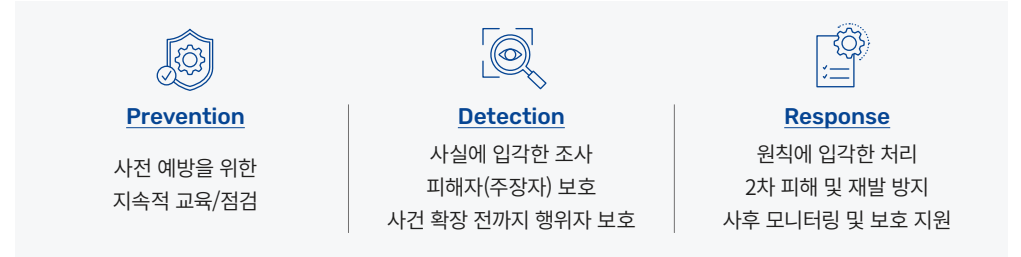 Prevention
사전 예방을 위한
지속적 교육/점검
Detection
사실에 입각한 조사
피해자(주장자) 보호
사건 확장 전까지 행위자 보호
Response
원칙에 입각한 처리
2차 피해 및 재발 방지
사후 모니터링 및 보호 지원